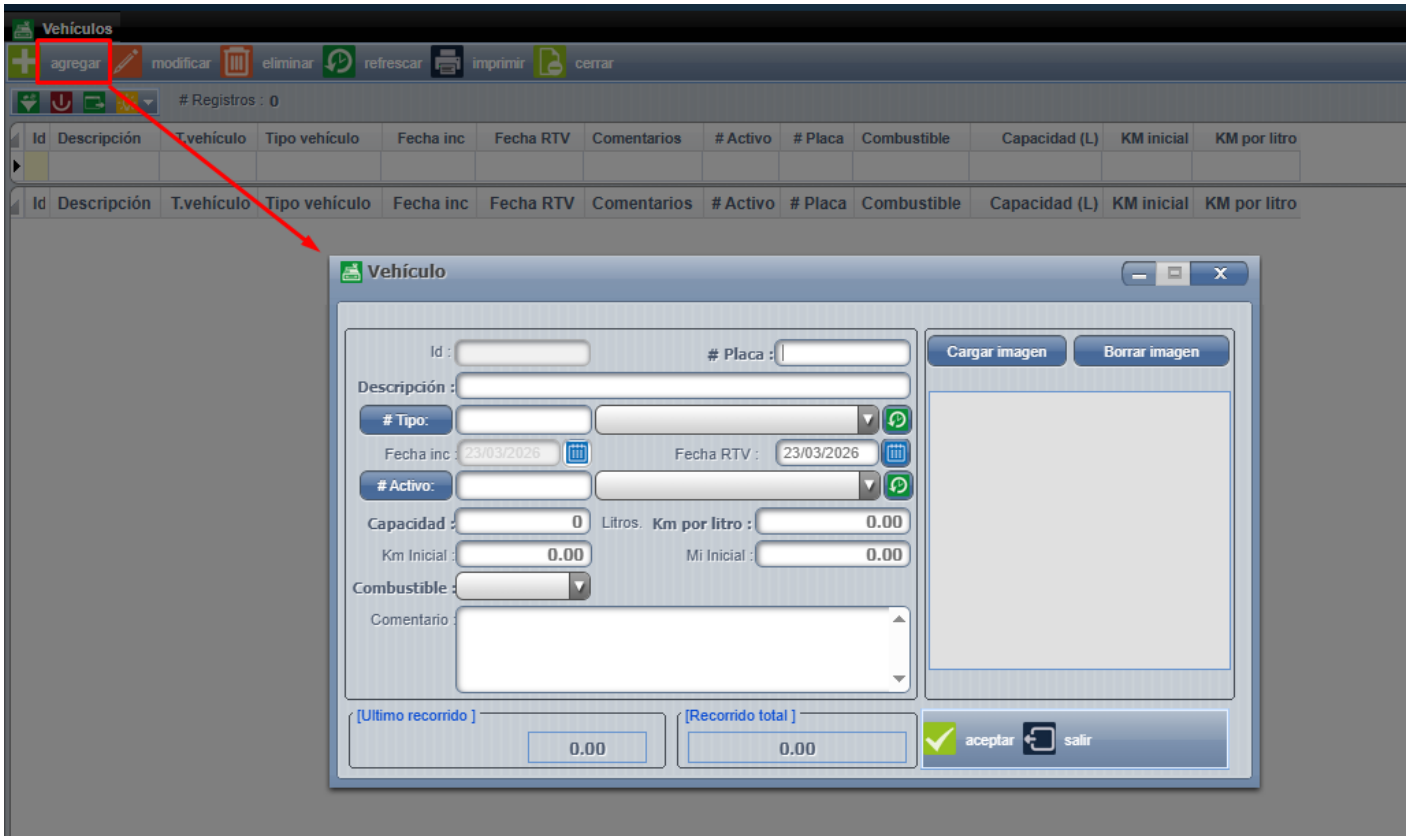 Vehículos
agregar modificar eliminar refrescar imprimir cerrar
# Registros : 0
Id Descripción T.vehículo Tipo vehículo Fecha inc Fecha RTV Comentarios # Activo # Placa Combustible Capacidad (L) KM inicial KM por litro
Id Descripción T.vehículo Tipo vehículo Fecha inc Fecha RTV Comentarios # Activo # Placa Combustible Capacidad (L) KM inicial KM por litro
Vehículo
Id : # Placa : Cargar imagen Borrar imagen
Descripción :
# Tipo:
Fecha inc : 23/03/2026 Fecha RTV : 23/03/2026
# Activo:
Capacidad : 0 Litros. Km por litro : 0.00
Km Inicial : 0.00 Mi Inicial : 0.00
Combustible :
Comentario :
[Ultimo recorrido ] [Recorrido total ]
0.00 0.00 aceptar salir